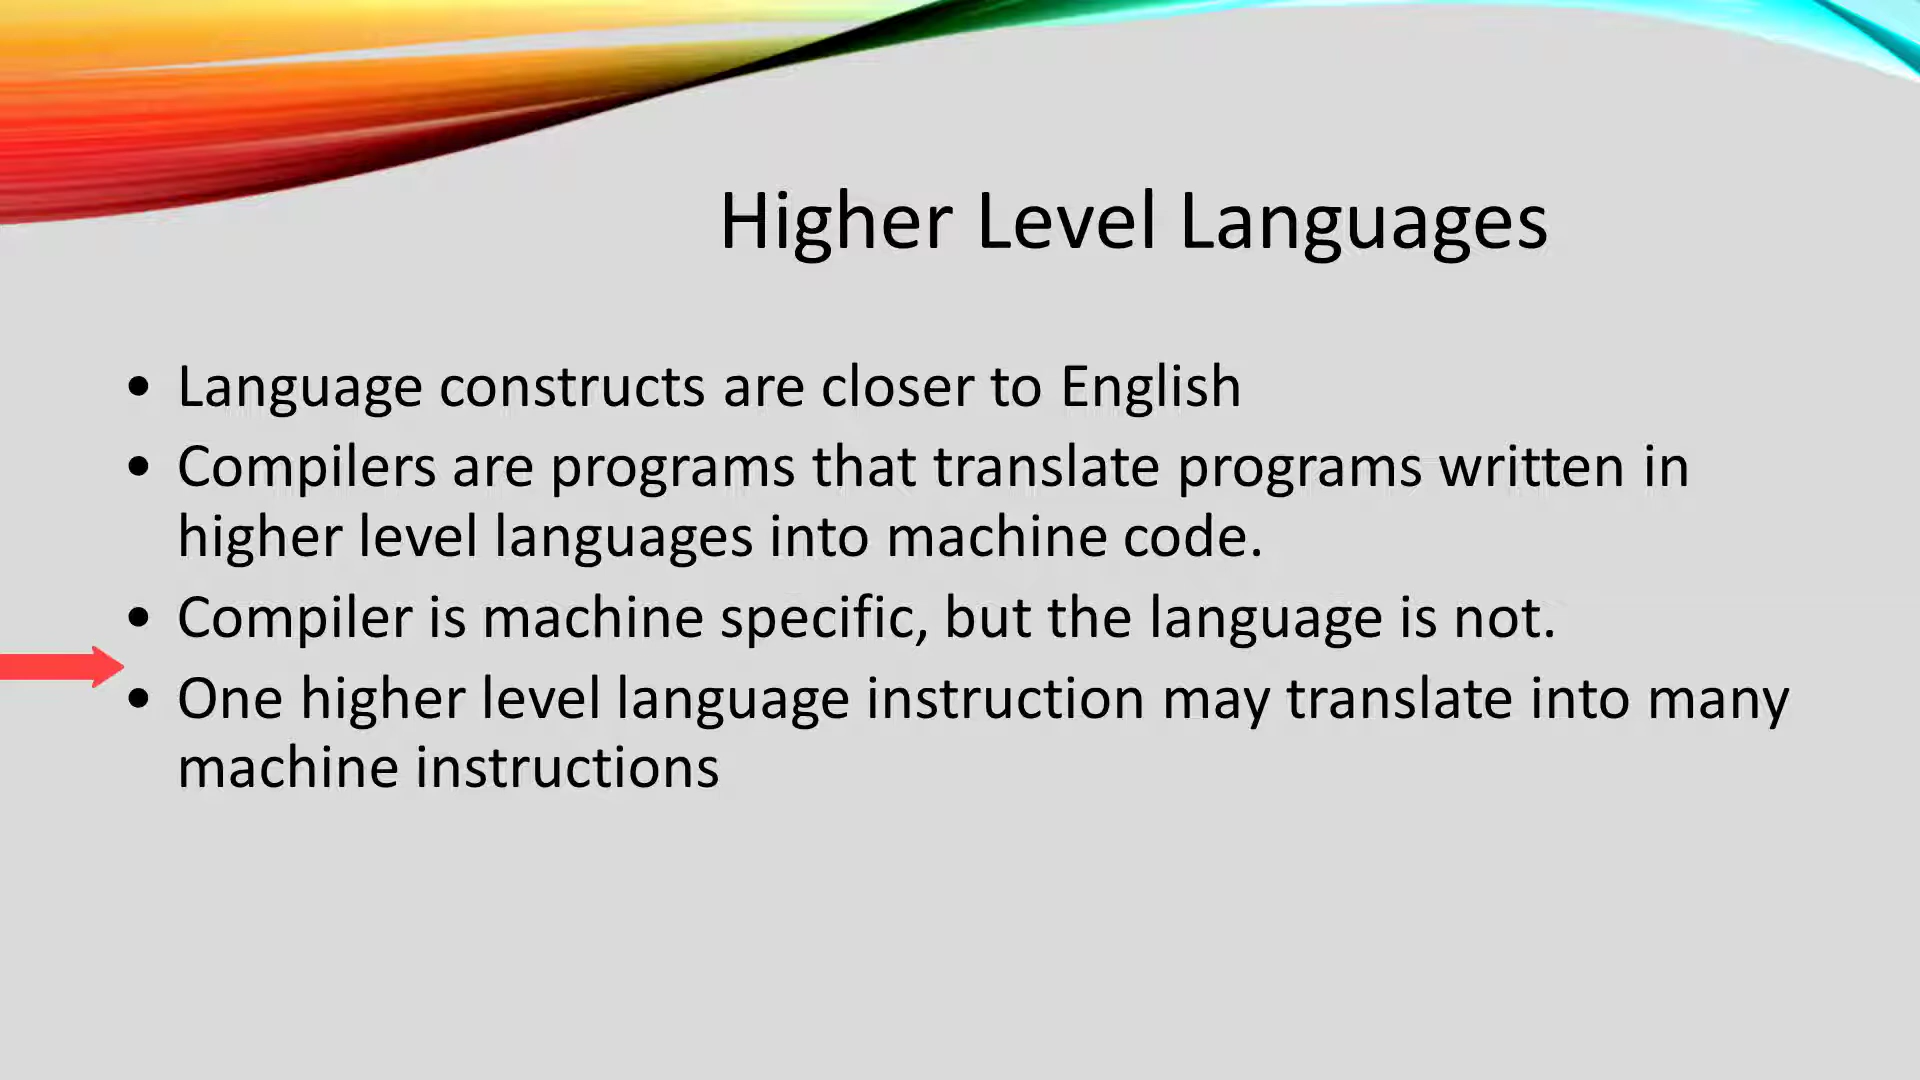 Higher Level Languages
• Language constructs are closer to English
• Compilers are programs that translate programs written in
higher level languages into machine code.
• Compiler is machine specific, but the language is not.
• One higher level language instruction may translate into many
machine instructions